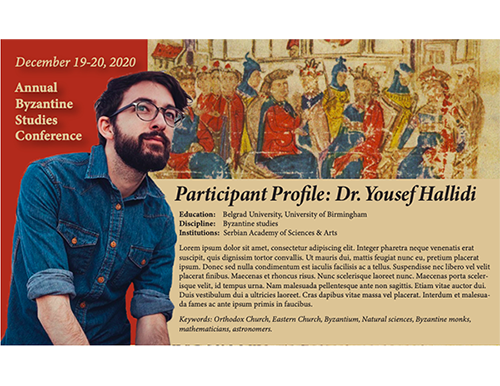 December 19-20, 2020
Annual
Byzantine
Studies
Conference
Participant Profile: Dr. Yousef Hallidi
Education: Belgrad University, University of Birmingham
Discipline: Byzantine studies
Institutions: Serbian Academy of Sciences & Arts
Lorem ipsum dolor sit amet, consectetur adipiscing elit. Integer pharetra neque venenatis erat
suscipit, quis dignissim tortor convallis. Ut mauris dui, mattis feugiat nunc eu, pretium placerat
ipsum. Donec sed nulla condimentum est iaculis facilisis ac a tellus. Suspendisse nec libero vel velit
placerat finibus. Maecenas et rhoncus risus. Nunc scelerisque laoreet nunc. Maecenas porta sceler-
isque velit, id tempus urna. Nam malesuada pellentesque ante non sagittis. Etiam vitae auctor dui.
Duis vestibulum dui a ultricies laoreet. Cras dapibus vitae massa vel placerat. Interdum et malesua-
da fames ac ante ipsum primis in faucibus.
Keywords: Orthodox Church, Eastern Church, Byzantium, Natural sciences, Byzantine monks,
mathematicians, astronomers.